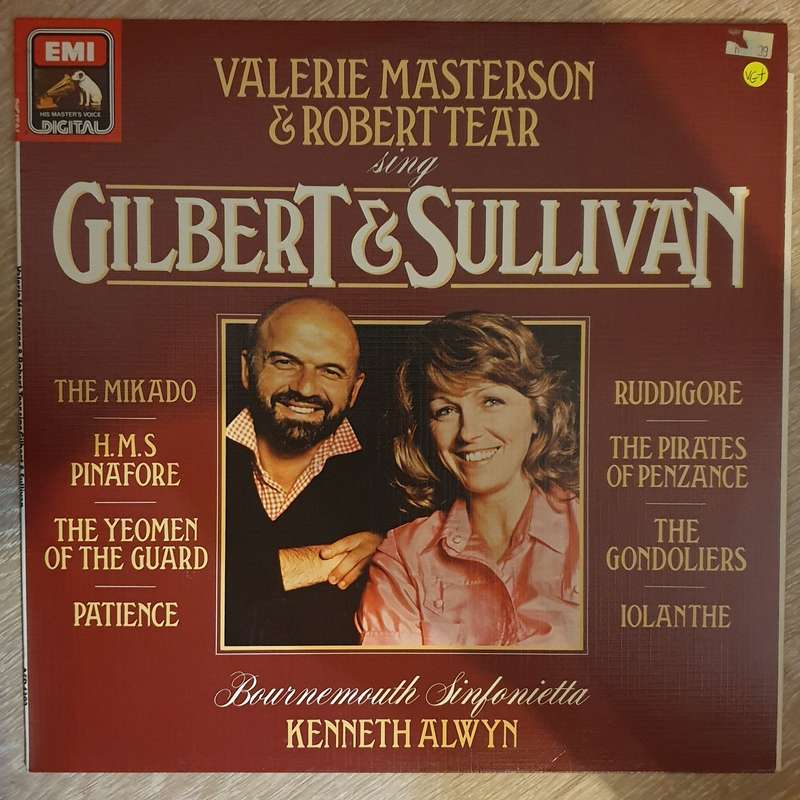 EMI
HIS MASTER'S VOICE
DIGITAL
VG+
VALERIE MASTERSON
& ROBERT TEAR
sing
GILBERT & SULLIVAN
THE MIKADO
H.M.S
PINAFORE
THE YEOMEN
OF THE GUARD
PATIENCE
RUDDIGORE
THE PIRATES
OF PENZANCE
THE
GONDOLIERS
IOLANTHE
Bournemouth Sinfonietta
KENNETH ALWYN